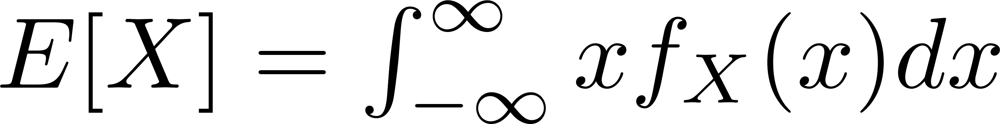 E[X] = ∫_{-∞}^{∞} x f_X(x)dx